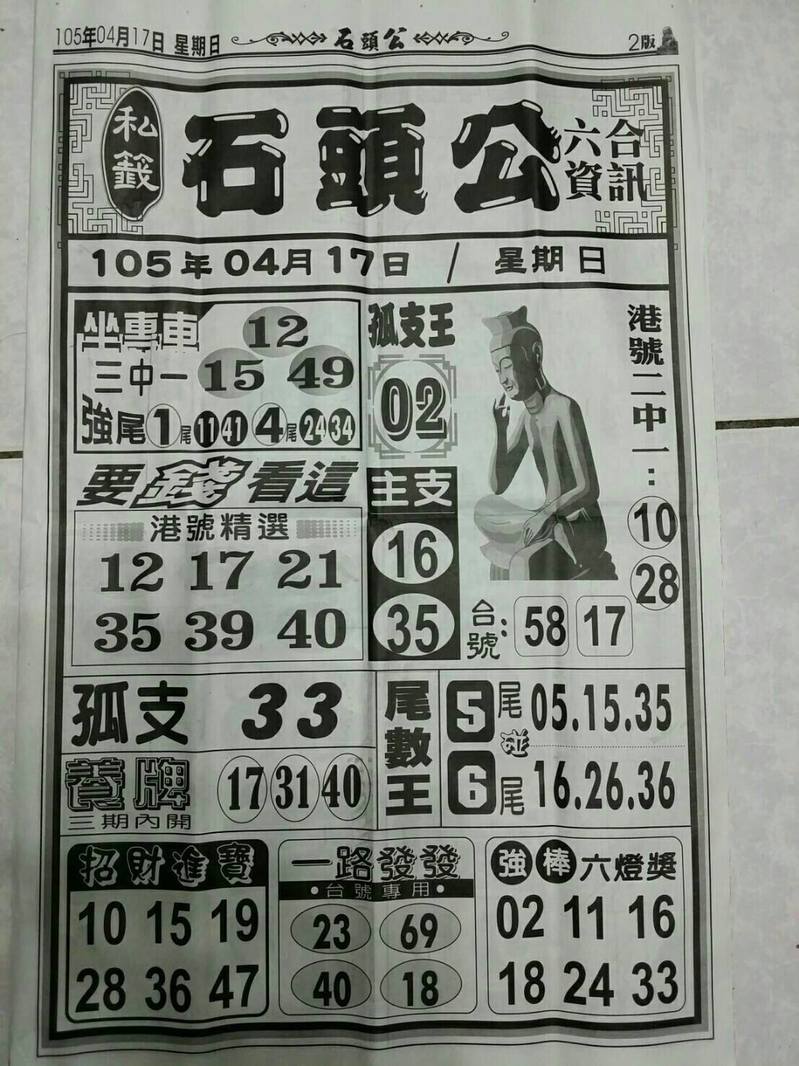 105年04月17日 星期日 石頭公 2版
私籤 石頭公 六合資訊
105年04月17日 / 星期日
坐專車 12
三中一 15 49
強尾 1尾 11 41 4尾 24 34
孤支王
02
主支
16
35
港號二中一:
10
28
台號: 58 17
要錢看這
港號精選
12 17 21
35 39 40
孤支 33
養牌 17 31 40
三期內開
尾數王
5尾 05.15.35
碰
6尾 16.26.36
招財進寶
10 15 19
28 36 47
一路發發
•台號專用•
23 69
40 18
強棒六燈獎
02 11 16
18 24 33